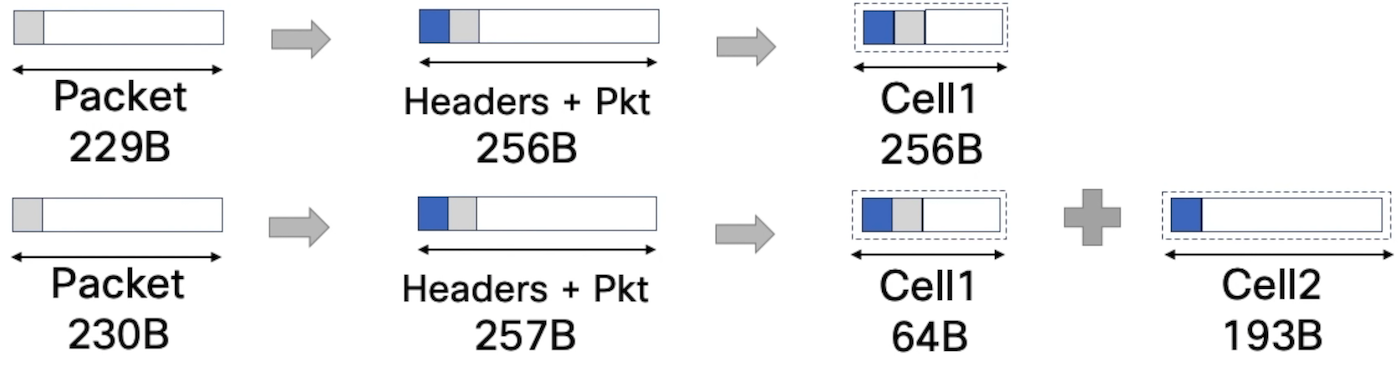 Packet
229B
Headers + Pkt
256B
Cell1
256B
Packet
230B
Headers + Pkt
257B
Cell1
64B
Cell2
193B